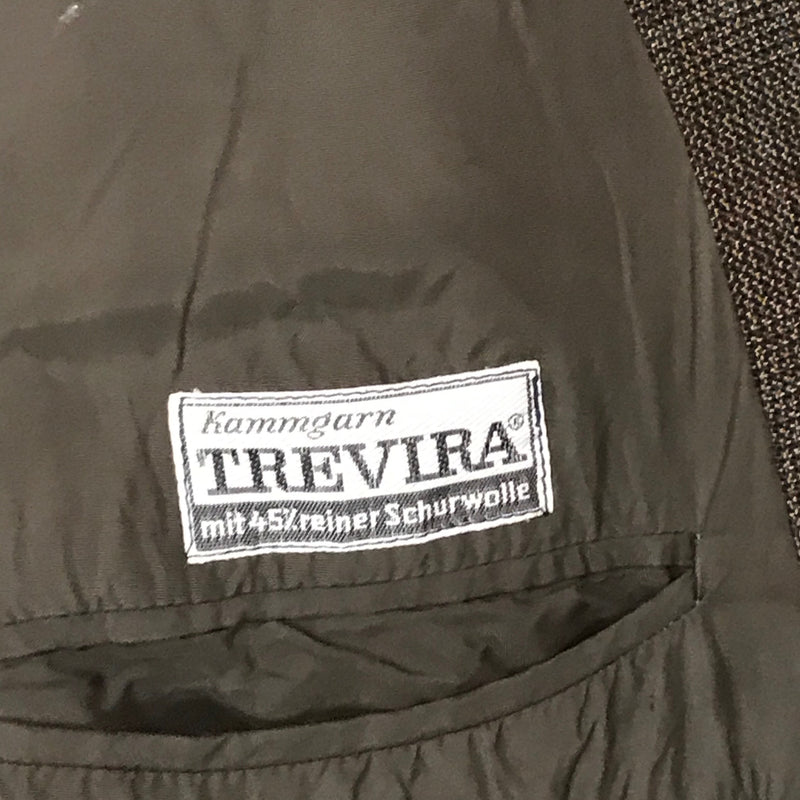 Kammgarn
TREVIRA®
mit 45% reiner Schurwolle